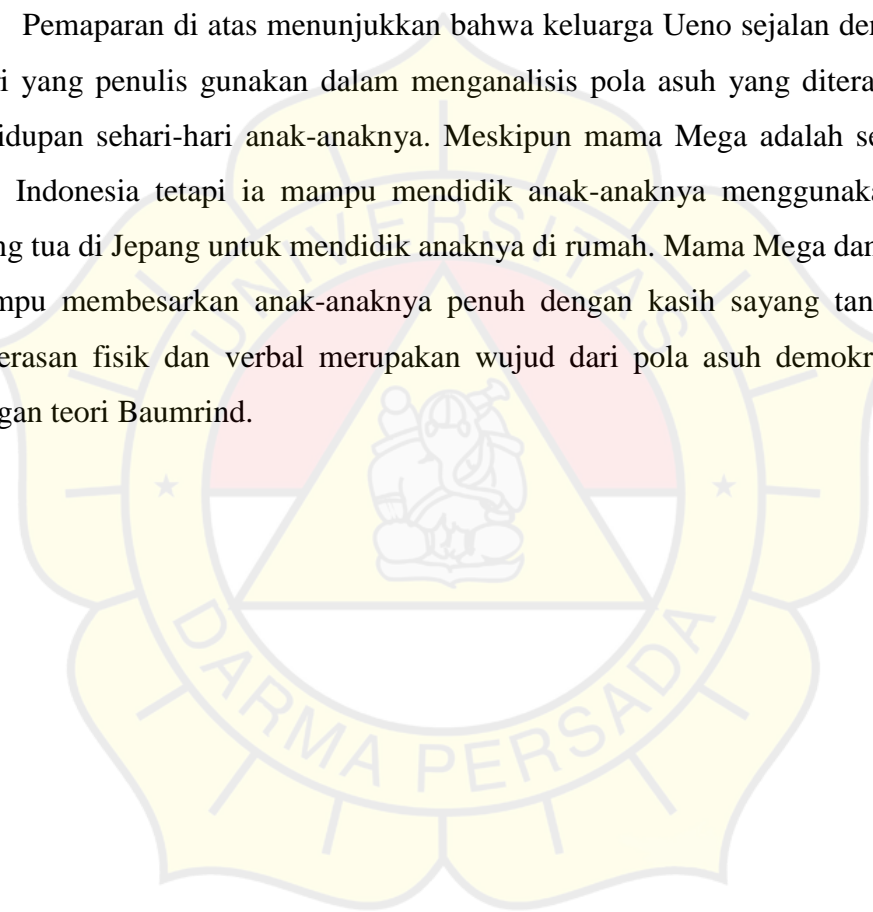 Pemaparan di atas menunjukkan bahwa keluarga Ueno sejalan der
i yang penulis gunakan dalam menganalisis pola asuh yang ditera
idupan sehari-hari anak-anaknya. Meskipun mama Mega adalah se
Indonesia tetapi ia mampu mendidik anak-anaknya menggunaka
ng tua di Jepang untuk mendidik anaknya di rumah. Mama Mega dan
mpu membesarkan anak-anaknya penuh dengan kasih sayang tan
erasan fisik dan verbal merupakan wujud dari pola asuh demokr
gan teori Baumrind.
UNIVERSITAS
DARMA PERSADA